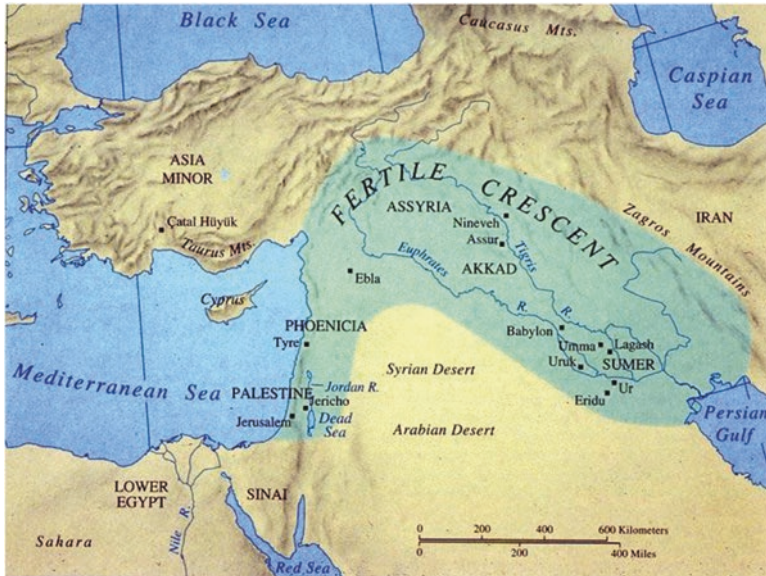 Black Sea
Caucasus Mts.
Caspian
Sea
ASIA
MINOR
FERTILE CRESCENT
ASSYRIA
Nineveh
Assur
Tigris
R.
Zagros Mountains
IRAN
Çatal Hüyük
Taurus Mts.
Euphrates
R.
AKKAD
Ebla
Cyprus
PHOENICIA
Tyre
Babylon
Umma
Lagash
Uruk
SUMER
Ur
Eridu
Mediterranean Sea
Syrian Desert
Jordan R.
PALESTINE
Jericho
Jerusalem
Dead
Sea
Arabian Desert
Persian
Gulf
LOWER
EGYPT
SINAI
Nile R.
Sahara
Red Sea
0 200 400 600 Kilometers
0 200 400 Miles